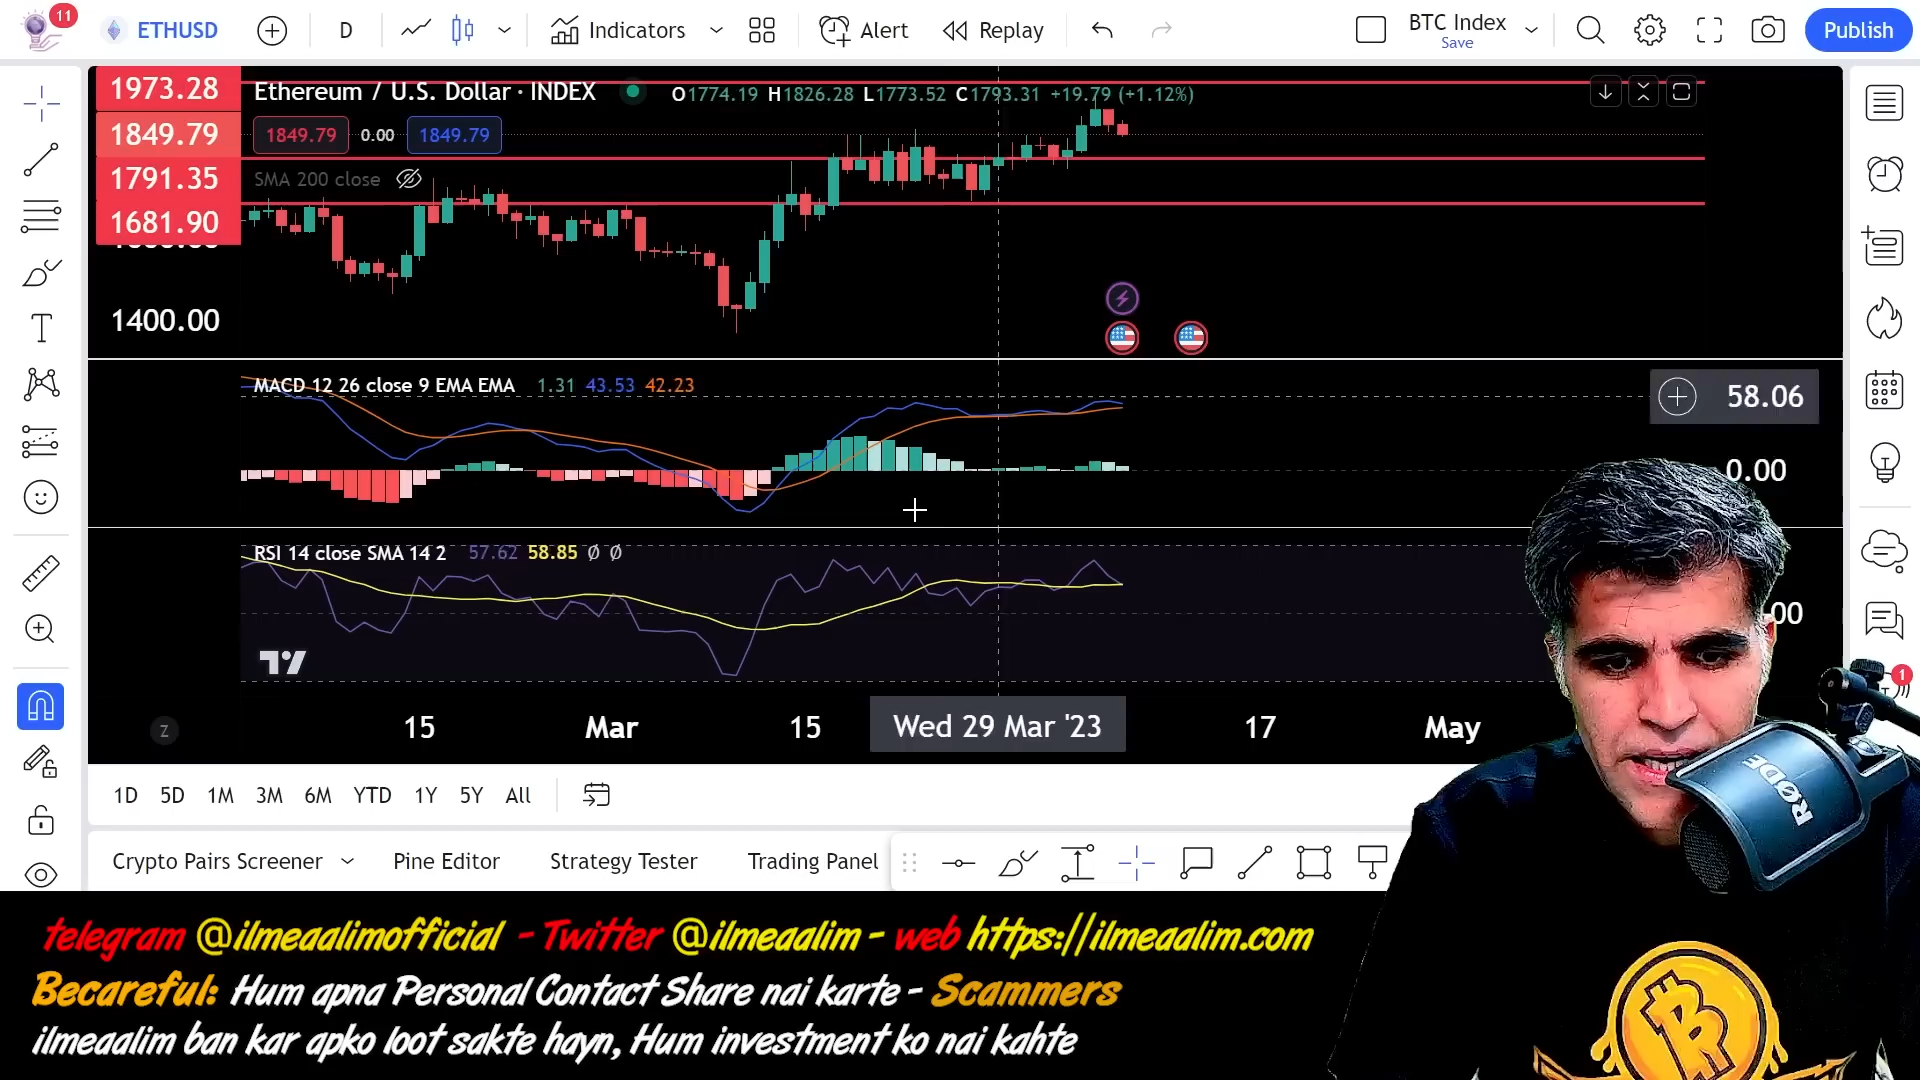 11
ETHUSD
D
Indicators
Alert
Replay
BTC Index
Save
Publish
1973.28
Ethereum / U.S. Dollar · INDEX
O1774.19 H1826.28 L1773.52 C1793.31 +19.79 (+1.12%)
1849.79
1849.79 0.00 1849.79
1791.35
SMA 200 close
1681.90
1400.00
MACD 12 26 close 9 EMA EMA 1.31 43.53 42.23
58.06
0.00
RSI 14 close SMA 14 2 57.62 58.85 Ø Ø
00
Z
15 Mar 15 Wed 29 Mar '23 17 May
1
1D 5D 1M 3M 6M YTD 1Y 5Y All
Crypto Pairs Screener Pine Editor Strategy Tester Trading Panel
RØDE
telegram @ilmeaalimofficial - Twitter @ilmeaalim - web https://ilmeaalim.com
Becareful: Hum apna Personal Contact Share nai karte - Scammers
ilmeaalim ban kar apko loot sakte hayn, Hum investment ko nai kahte